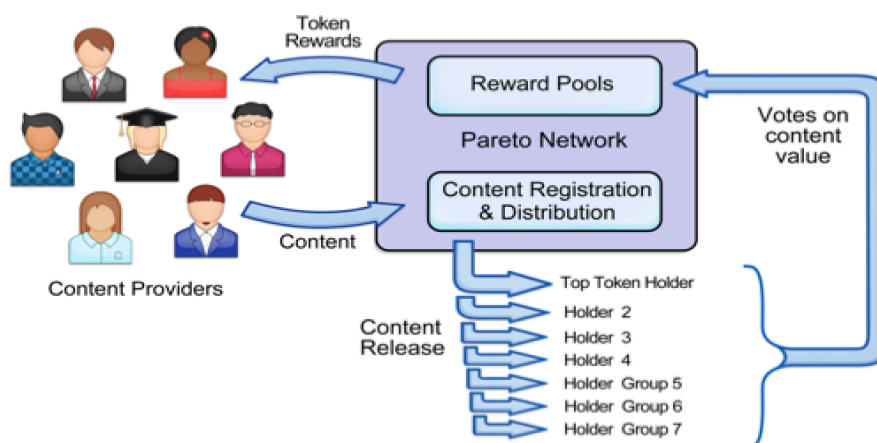 Token
Rewards
Reward Pools
Pareto Network
Votes on
content
value
Content Registration
& Distribution
Content
Content Providers
Content
Release
Top Token Holder
Holder 2
Holder 3
Holder 4
Holder Group 5
Holder Group 6
Holder Group 7